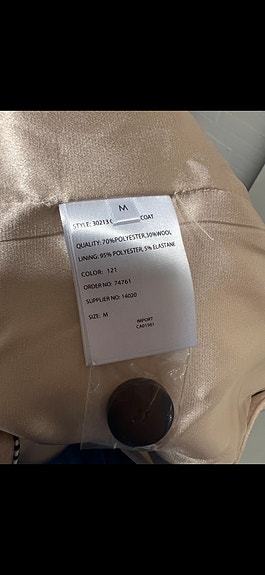 M
STYLE: 30213 COAT
QUALITY: 70%POLYESTER,30%WOOL
LINING: 95% POLYESTER, 5% ELASTANE
COLOR: 121
ORDER NO: 74761
SUPPLIER NO: 14020
SIZE: M
IMPORT
CA01961